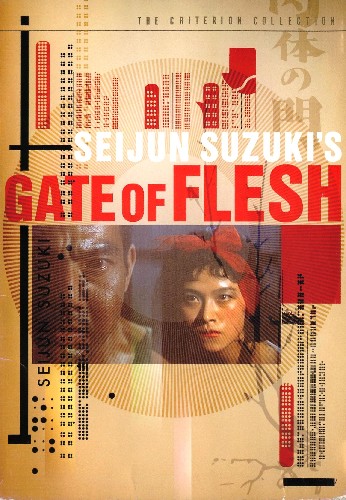 THE CRITERION COLLECTION
肉体の門
SEIJUN SUZUKI'S
GATE OF FLESH
SEIJUN SUZUKI